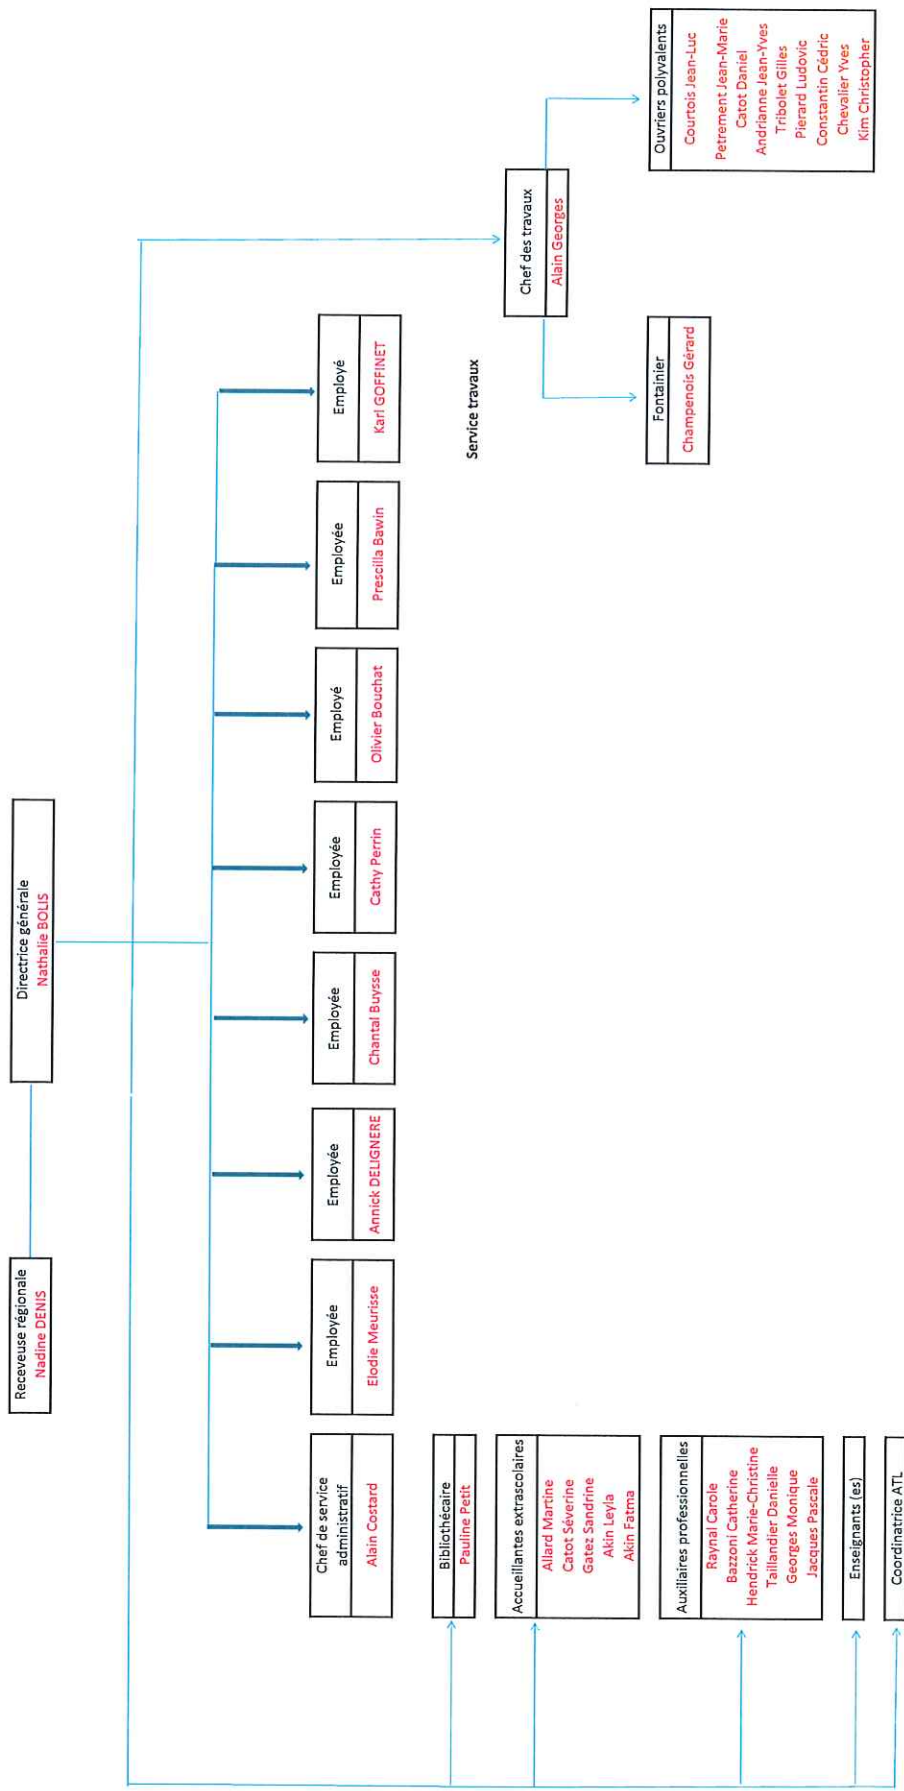 Receveuse régionale
Nadine DENIS
Directrice générale
Nathalie BOLIS
Chef de service
administratif
Alain Costard
Employée
Elodie Meurisse
Employée
Annick DELIGNERE
Employée
Chantal Buysse
Employée
Cathy Perrin
Employé
Olivier Bouchat
Employée
Prescilla Bawin
Employé
Karl GOFFINET
Bibliothécaire
Pauline Petit
Accueillantes extrascolaires
Allard Martine
Catot Séverine
Gatez Sandrine
Akin Leyla
Akin Fatma
Auxiliaires professionnelles
Raynal Carole
Bazzoni Catherine
Hendrick Marie-Christine
Taillandier Danielle
Georges Monique
Jacques Pascale
Enseignants (es)
Coordinatrice ATL
Service travaux
Chef des travaux
Alain Georges
Fontainier
Champenois Gérard
Ouvriers polyvalents
Courtois Jean-Luc
Petrement Jean-Marie
Catot Daniel
Andrianne Jean-Yves
Tribolet Gilles
Pierard Ludovic
Constantin Cédric
Chevalier Yves
Kim Christopher